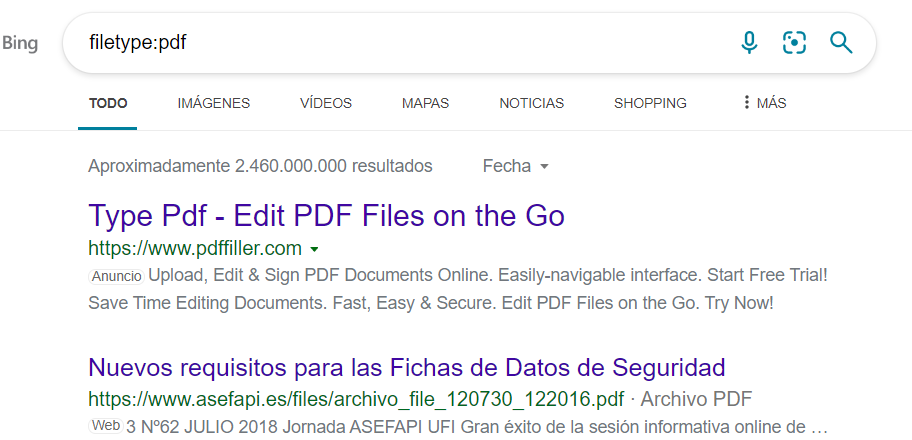 Bing filetype:pdf
TODO IMÁGENES VÍDEOS MAPAS NOTICIAS SHOPPING MÁS
Aproximadamente 2.460.000.000 resultados Fecha
Type Pdf - Edit PDF Files on the Go
https://www.pdffiller.com
Anuncio Upload, Edit & Sign PDF Documents Online. Easily-navigable interface. Start Free Trial!
Save Time Editing Documents. Fast, Easy & Secure. Edit PDF Files on the Go. Try Now!
Nuevos requisitos para las Fichas de Datos de Seguridad
https://www.asefapi.es/files/archivo_file_120730_122016.pdf · Archivo PDF
Web 3 Nº62 JULIO 2018 Jornada ASEFAPI UFI Gran éxito de la sesión informativa online de …